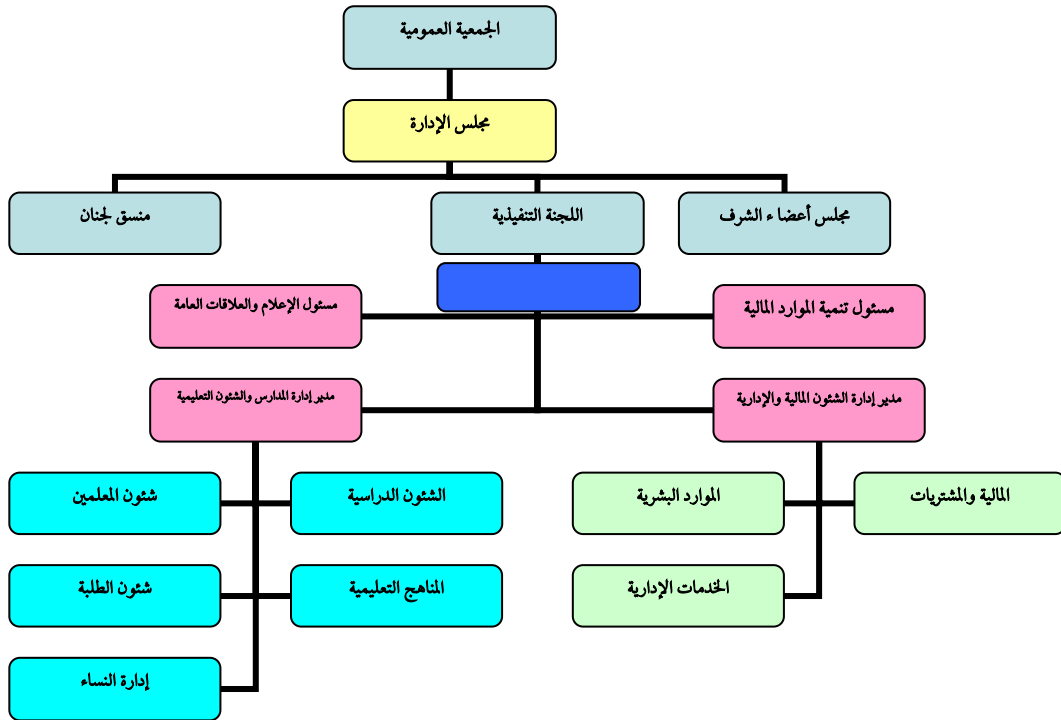 الجمعية العمومية
مجلس الإدارة
مجلس أعضا ء الشرف
اللجنة التنفيذية
منسق لجنان
مسئول تنمية الموارد المالية
مسئول الإعلام والعلاقات العامة
مدير إدارة الشئون المالية والإدارية
مدير إدارة المدارس والشئون التعليمية
المالية والمشتريات
الموارد البشرية
الشئون الدراسية
شئون المعلمين
الخدمات الإدارية
المناهج التعليمية
شئون الطلبة
إدارة النساء